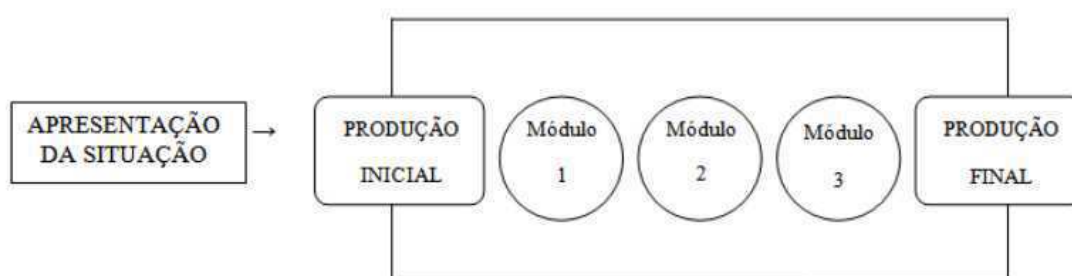 APRESENTAÇÃO
DA SITUAÇÃO
→
PRODUÇÃO
INICIAL
Módulo
1
Módulo
2
Módulo
3
PRODUÇÃO
FINAL